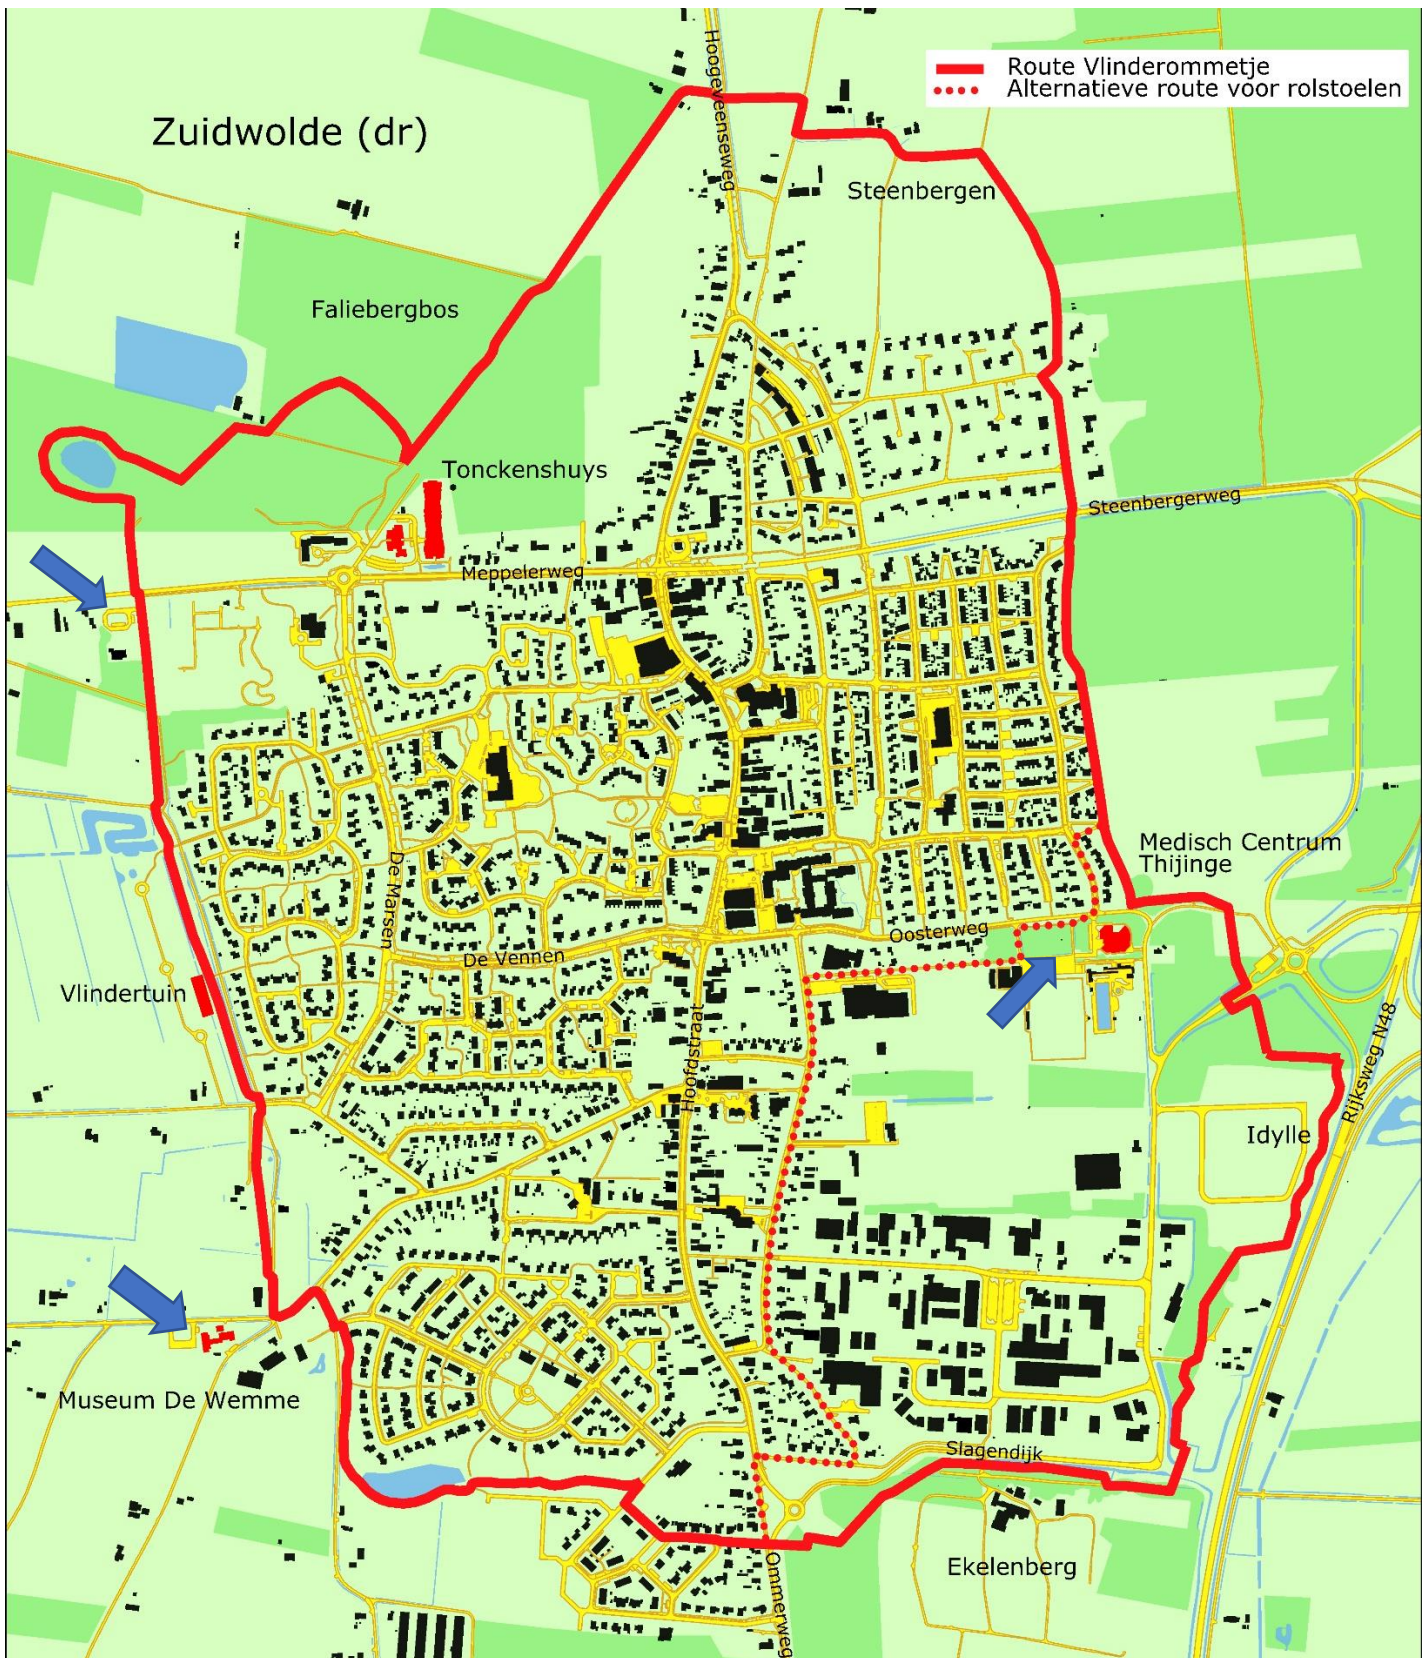 Hoogeveenseweg
Route Vlinderommetje
Alternatieve route voor rolstoelen
Zuidwolde (dr)
Steenbergen
Faliebergbos
Tonckenshuys
Steenbergerweg
Meppelerweg
Medisch Centrum
Thijinge
De Marsen
Oosterweg
De Vennen
Vlindertuin
Hoofdstraat
Rijksweg N48
Idylle
Museum De Wemme
Slagendijk
Ekelenberg
Ommerweg